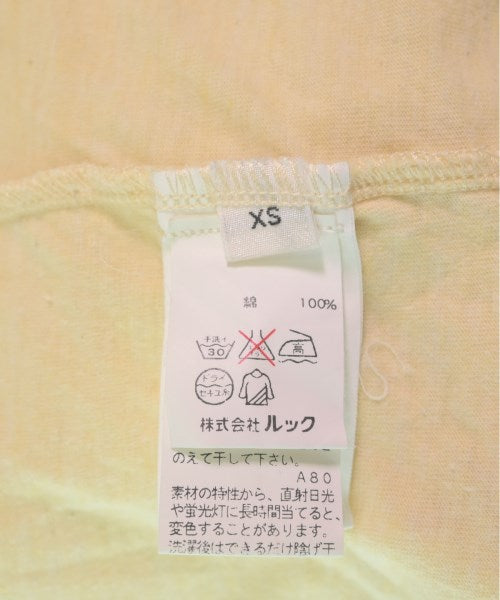 XS
綿 100%
手洗イ
30
高
ドライ
セキユ系
株式会社 ルック
のえて干して下さい。
A80
素材の特性から、直射日光
や蛍光灯に長時間当てると、
変色することがあります。
洗濯後はできるだけ陰げ干